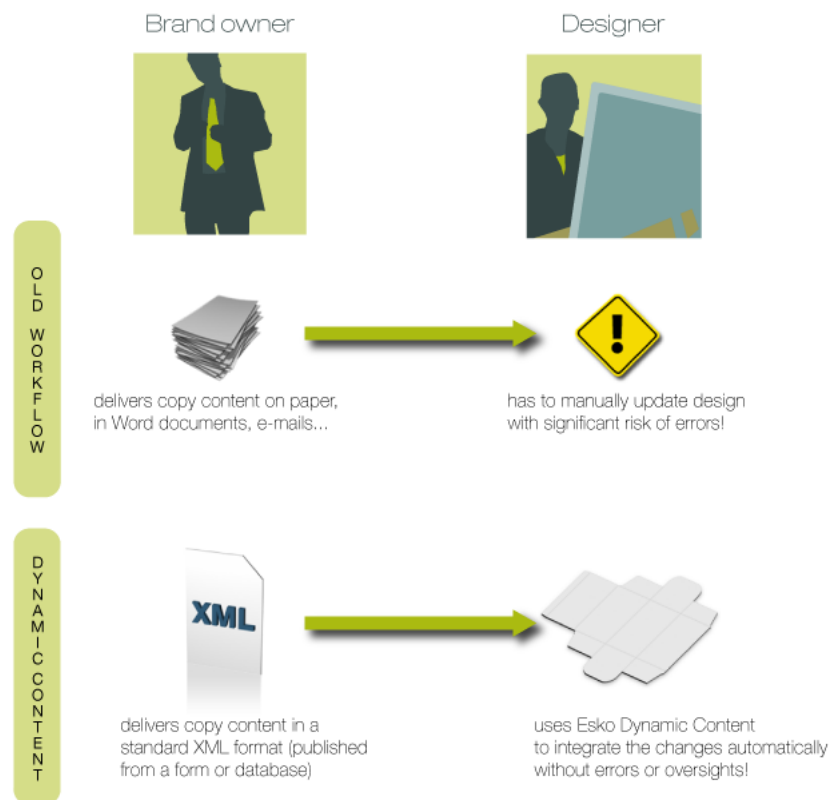 Brand owner
Designer
OLD WORKFLOW
delivers copy content on paper,
in Word documents, e-mails...
!
has to manually update design
with significant risk of errors!
DYNAMIC CONTENT
XML
delivers copy content in a
standard XML format (published
from a form or database)
uses Esko Dynamic Content
to integrate the changes automatically
without errors or oversights!